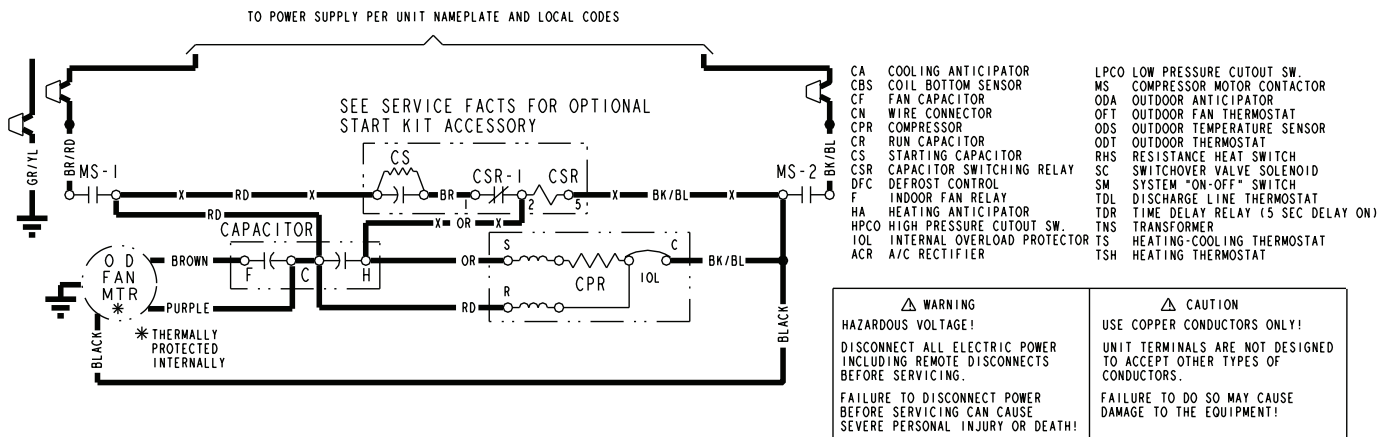 TO POWER SUPPLY PER UNIT NAMEPLATE AND LOCAL CODES
SEE SERVICE FACTS FOR OPTIONAL
START KIT ACCESSORY
GR/YL
BR/RD
MS-1
X
RD
X
CS
BR
1
CSR-1
2
CSR
5
X
BK/BL
X
MS-2
BK/BL
RD
X
OR
X
CAPACITOR
O D
FAN
MTR
*
BROWN
F
C
H
PURPLE
* THERMALLY
PROTECTED
INTERNALLY
BLACK
OR
RD
S
R
CPR
C
IOL
BK/BL
BLACK
CA COOLING ANTICIPATOR
CBS COIL BOTTOM SENSOR
CF FAN CAPACITOR
CN WIRE CONNECTOR
CPR COMPRESSOR
CR RUN CAPACITOR
CS STARTING CAPACITOR
CSR CAPACITOR SWITCHING RELAY
DFC DEFROST CONTROL
F INDOOR FAN RELAY
HA HEATING ANTICIPATOR
HPCO HIGH PRESSURE CUTOUT SW.
IOL INTERNAL OVERLOAD PROTECTOR
ACR A/C RECTIFIER
LPCO LOW PRESSURE CUTOUT SW.
MS COMPRESSOR MOTOR CONTACTOR
ODA OUTDOOR ANTICIPATOR
OFT OUTDOOR FAN THERMOSTAT
ODS OUTDOOR TEMPERATURE SENSOR
ODT OUTDOOR THERMOSTAT
RHS RESISTANCE HEAT SWITCH
SC SWITCHOVER VALVE SOLENOID
SM SYSTEM "ON-OFF" SWITCH
TDL DISCHARGE LINE THERMOSTAT
TDR TIME DELAY RELAY (5 SEC DELAY ON)
TNS TRANSFORMER
TS HEATING-COOLING THERMOSTAT
TSH HEATING THERMOSTAT
⚠ WARNING
HAZARDOUS VOLTAGE!
DISCONNECT ALL ELECTRIC POWER
INCLUDING REMOTE DISCONNECTS
BEFORE SERVICING.
FAILURE TO DISCONNECT POWER
BEFORE SERVICING CAN CAUSE
SEVERE PERSONAL INJURY OR DEATH!
⚠ CAUTION
USE COPPER CONDUCTORS ONLY!
UNIT TERMINALS ARE NOT DESIGNED
TO ACCEPT OTHER TYPES OF
CONDUCTORS.
FAILURE TO DO SO MAY CAUSE
DAMAGE TO THE EQUIPMENT!